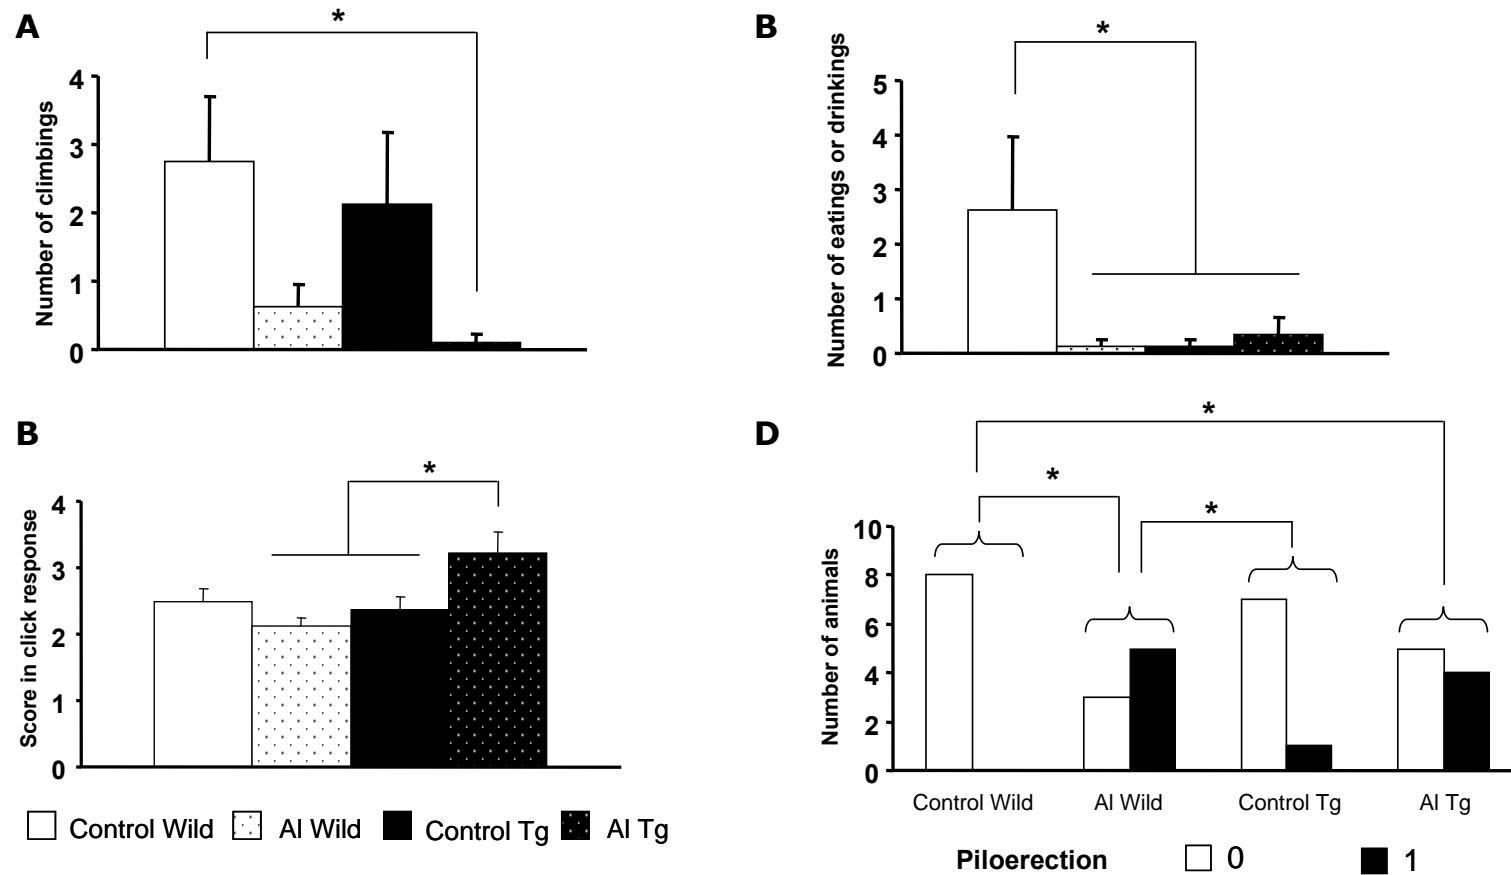 A
*
Number of climbings
4
3
2
1
0
B
*
Number of eatings or drinkings
5
4
3
2
1
0
B
*
Score in click response
4
3
2
1
0
Control Wild Al Wild Control Tg Al Tg
D
*
*
*
Number of animals
10
8
6
4
2
0
Control Wild Al Wild Control Tg Al Tg
Piloerection 0 1